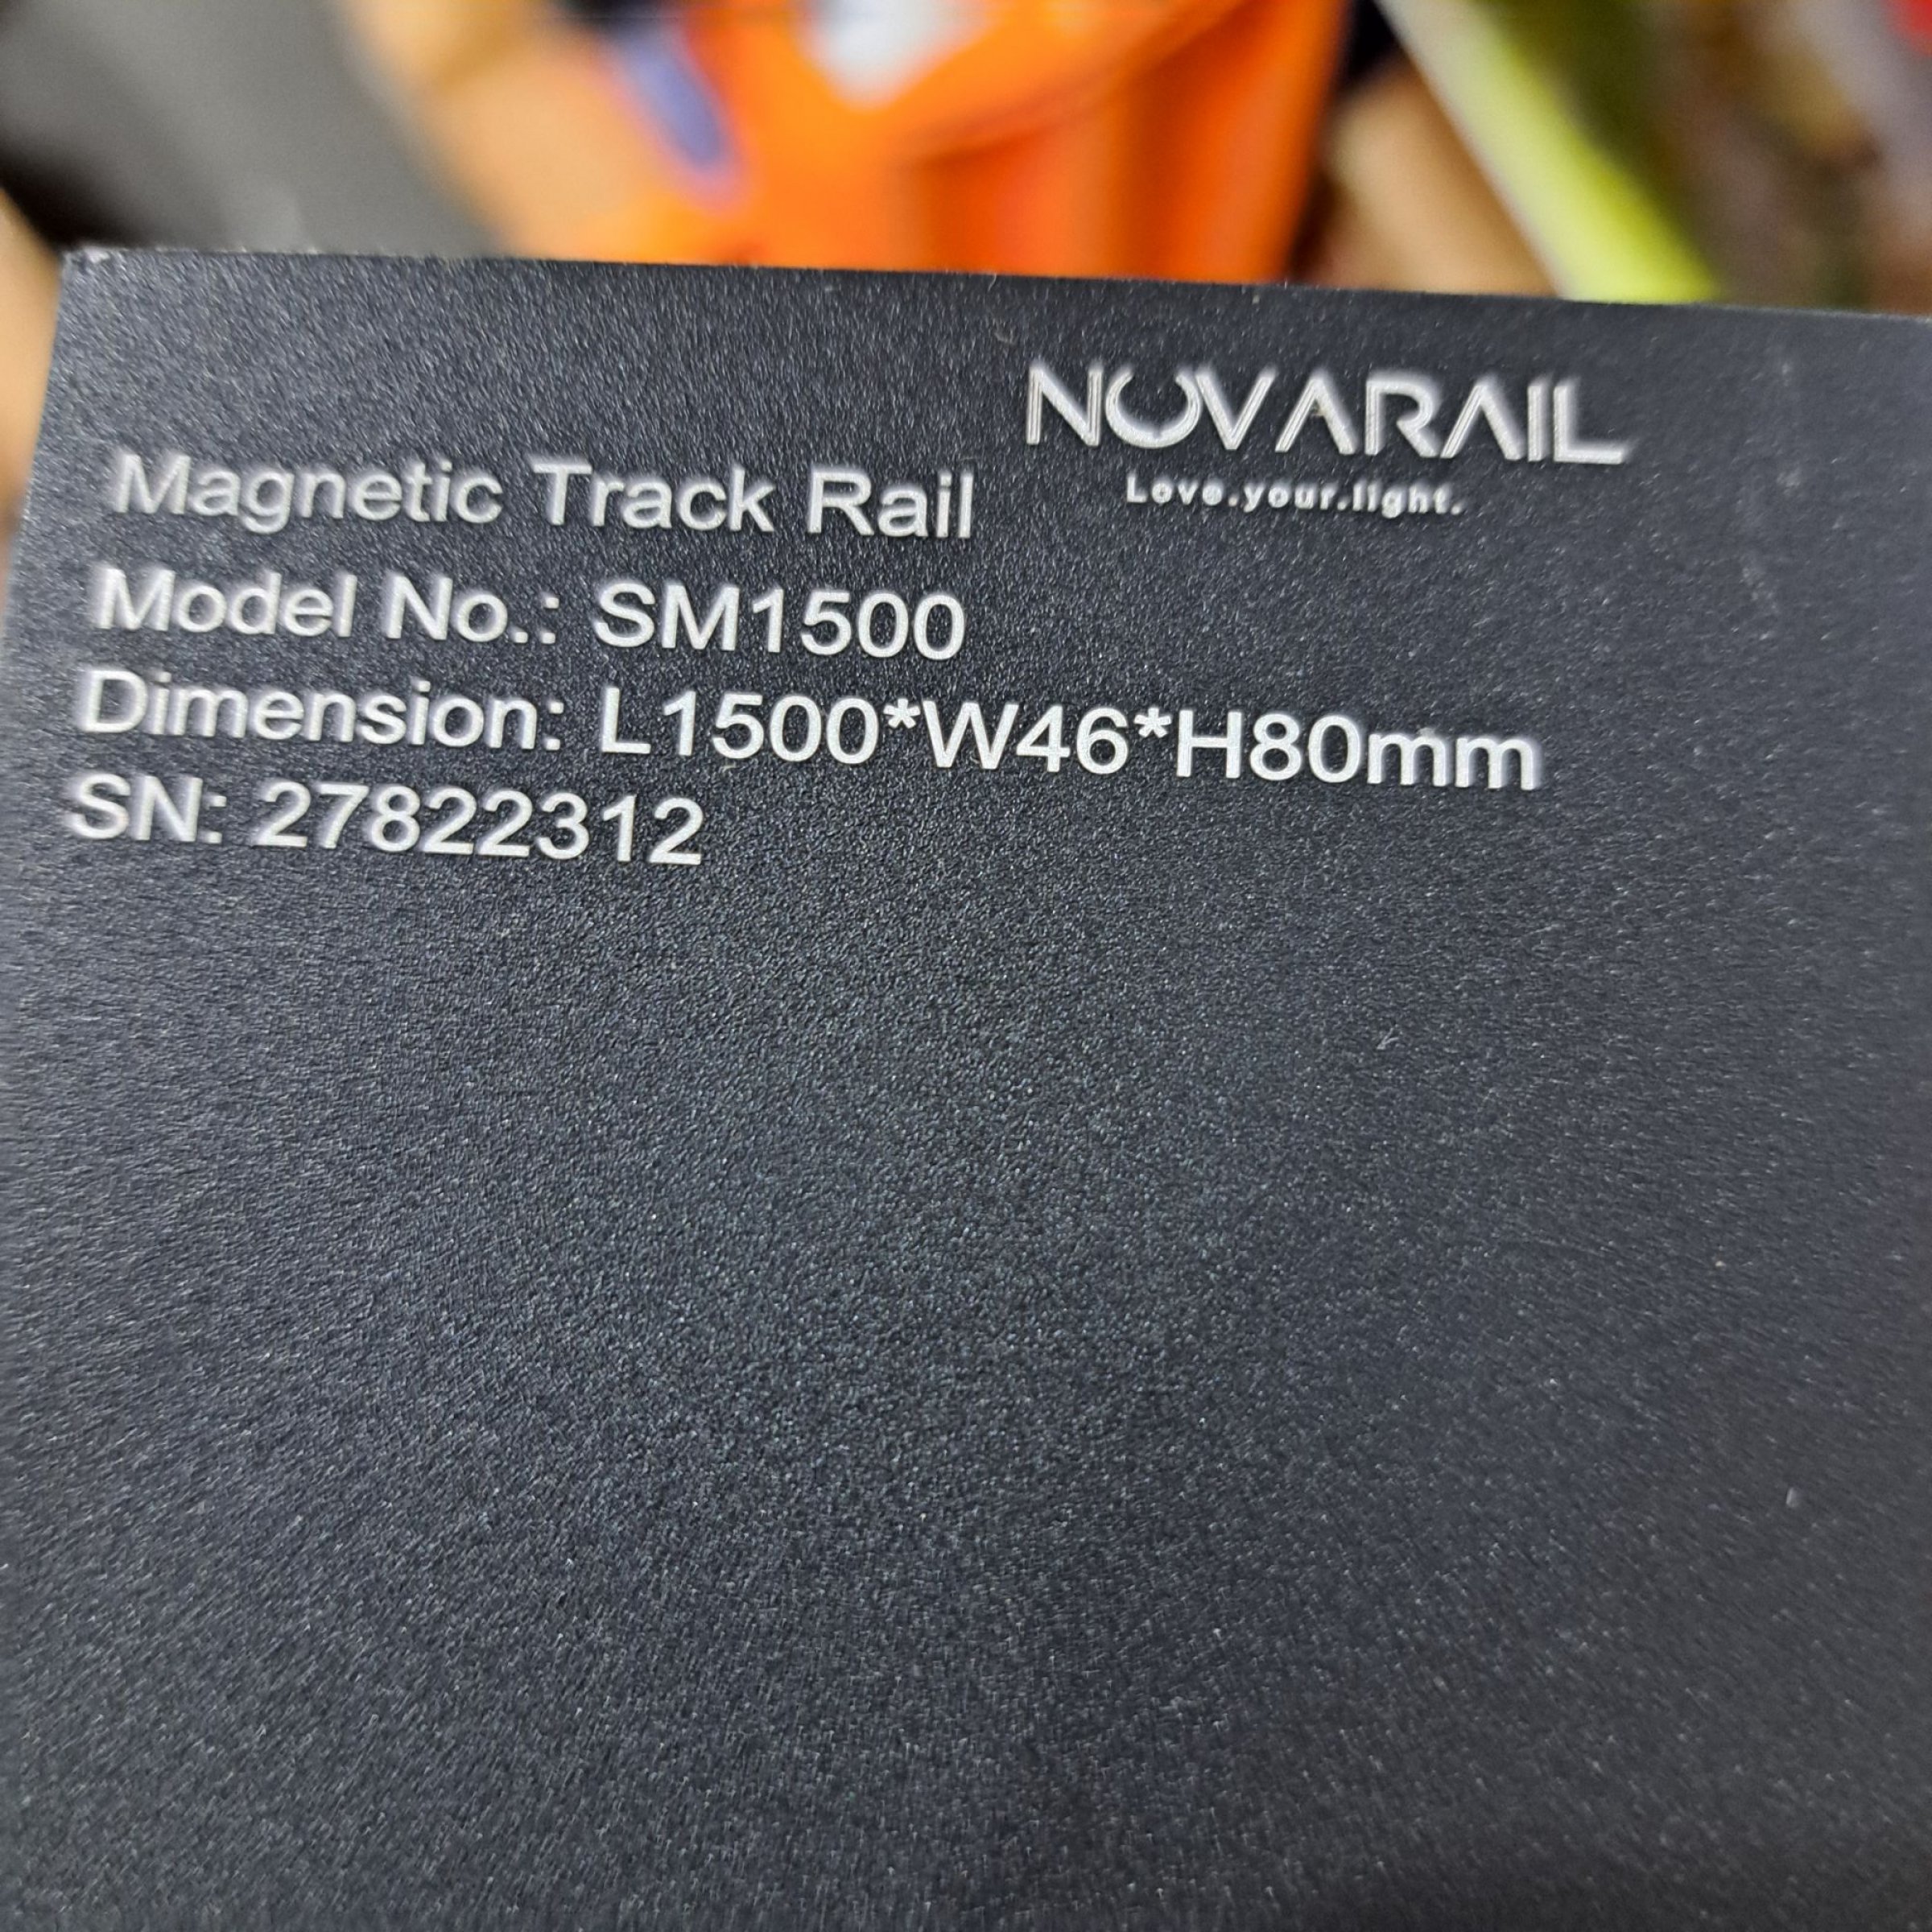 NOVARAIL
Love.your.light.
Magnetic Track Rail
Model No.: SM1500
Dimension: L1500*W46*H80mm
SN: 27822312